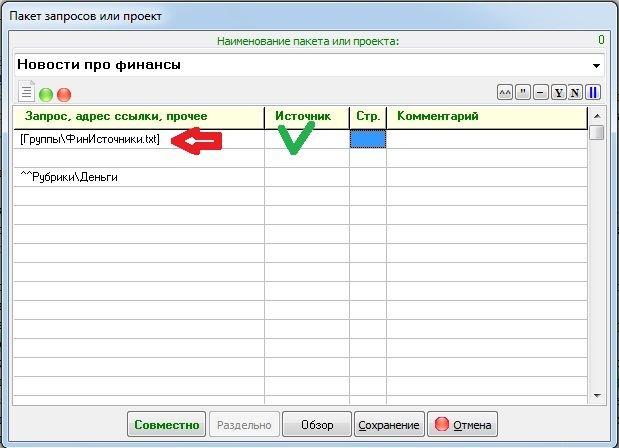 Пакет запросов или проект
Наименование пакета или проекта: 0
Новости про финансы
^^ " – Y N ||
Запрос, адрес ссылки, прочее Источник Стр. Комментарий
[Группы\ФинИсточники.txt]
^^Рубрики\Деньги
Совместно Раздельно Обзор Сохранение Отмена